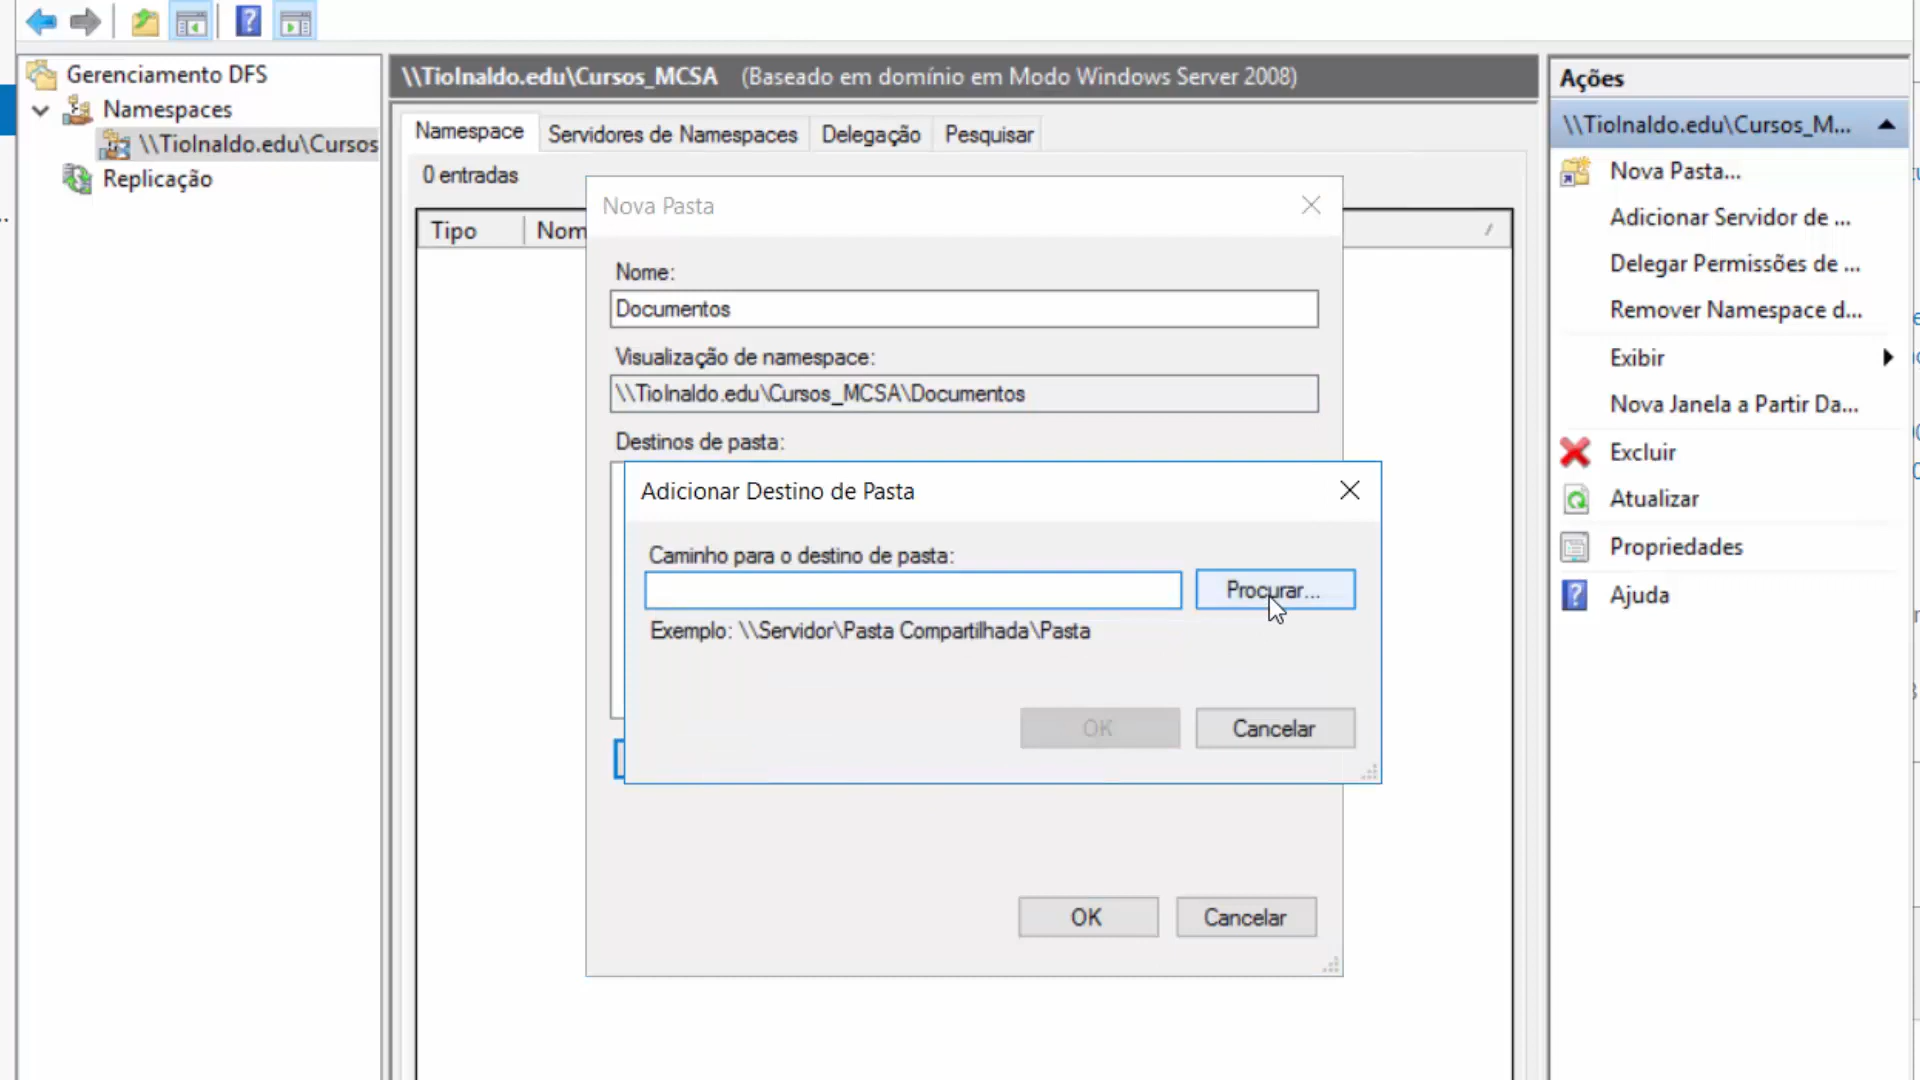 Gerenciamento DFS
Namespaces
\\TioInaldo.edu\Cursos
Replicação
\\TioInaldo.edu\Cursos_MCSA (Baseado em domínio em Modo Windows Server 2008)
Namespace Servidores de Namespaces Delegação Pesquisar
0 entradas
Tipo Nom
Nova Pasta
Nome:
Documentos
Visualização de namespace:
\\TioInaldo.edu\Cursos_MCSA\Documentos
Destinos de pasta:
Adicionar Destino de Pasta
Caminho para o destino de pasta:
Procurar...
Exemplo: \\Servidor\Pasta Compartilhada\Pasta
OK Cancelar
OK Cancelar
Ações
\\TioInaldo.edu\Cursos_M...
Nova Pasta...
Adicionar Servidor de ...
Delegar Permissões de ...
Remover Namespace d...
Exibir
Nova Janela a Partir Da...
Excluir
Atualizar
Propriedades
Ajuda